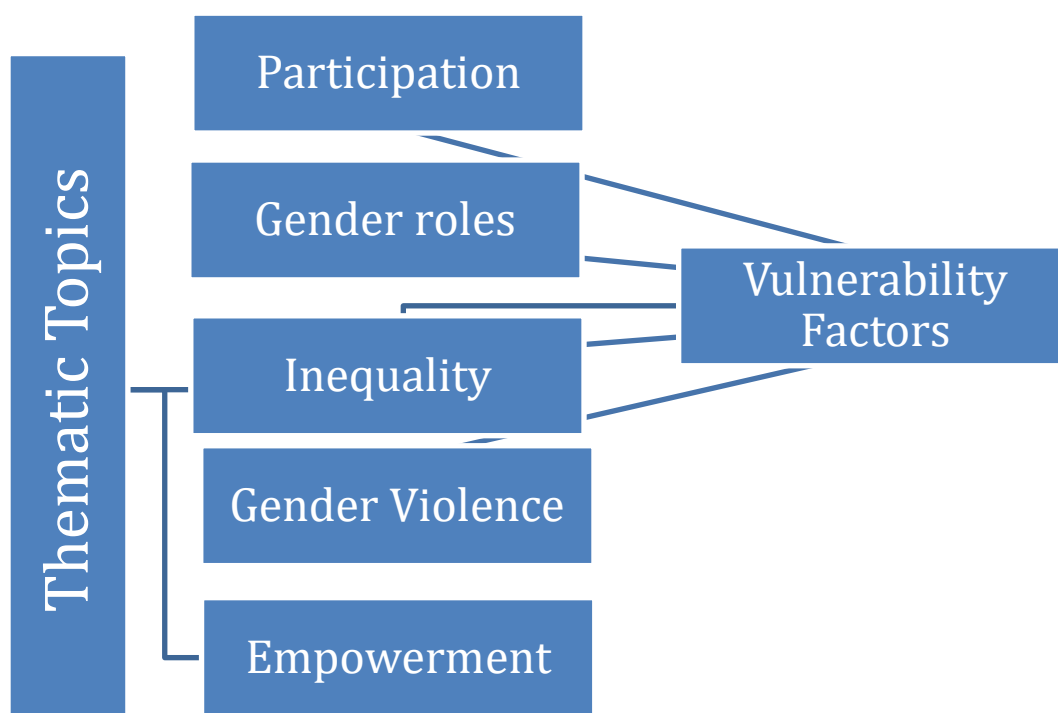 Thematic Topics
Participation
Gender roles
Inequality
Gender Violence
Empowerment
Vulnerability
Factors